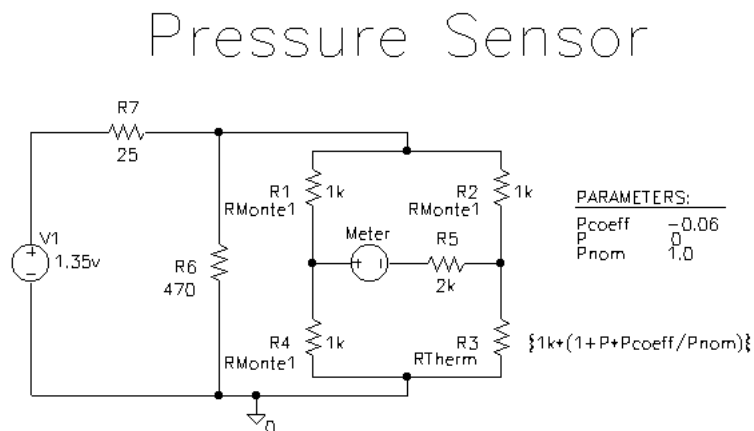 Pressure Sensor
R7
25
R1
1k
RMonte1
R2
1k
RMonte1
PARAMETERS:
Pcoeff -0.06
P 0
Pnom 1.0
V1
+
-
1.35v
R6
470
Meter
+
-
R5
2k
R4
1k
RMonte1
R3
RTherm
{1k*(1+P*Pcoeff/Pnom)}
0